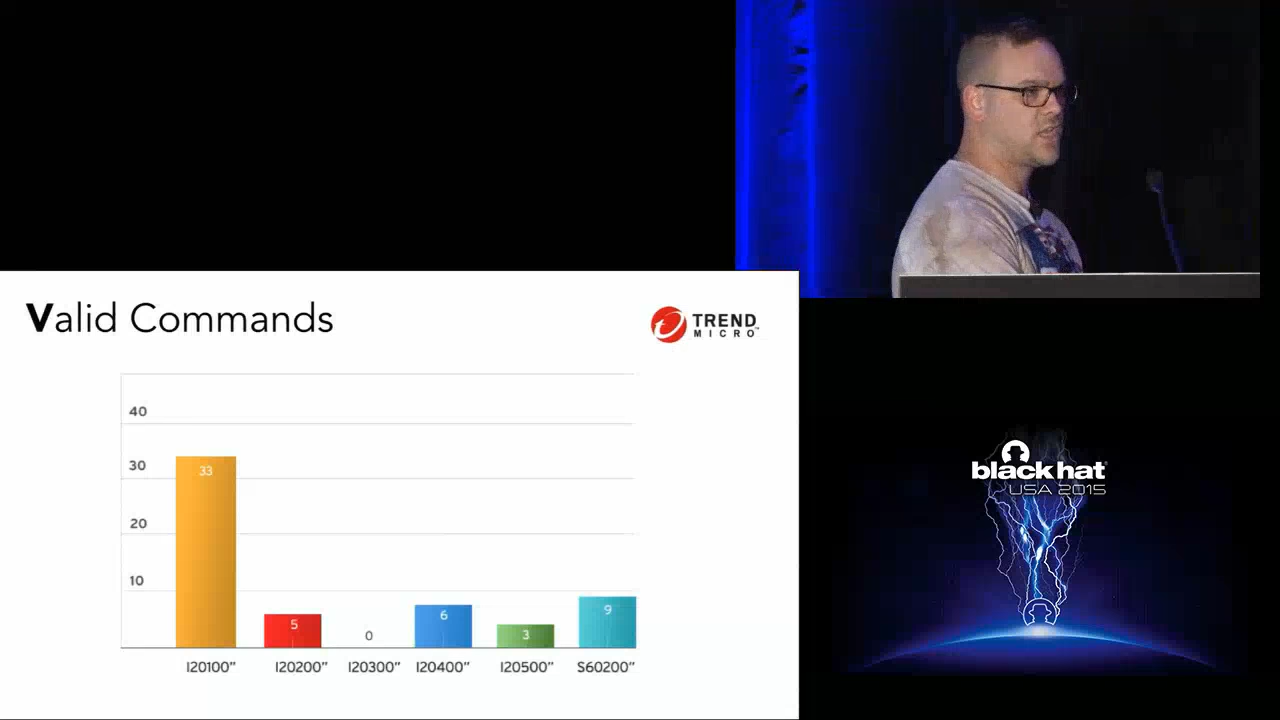 Valid Commands
TREND
MICRO
40
30
20
10
33
5
0
6
3
9
I20100” I20200” I20300” I20400” I20500” S60200”
black hat
USA 2015